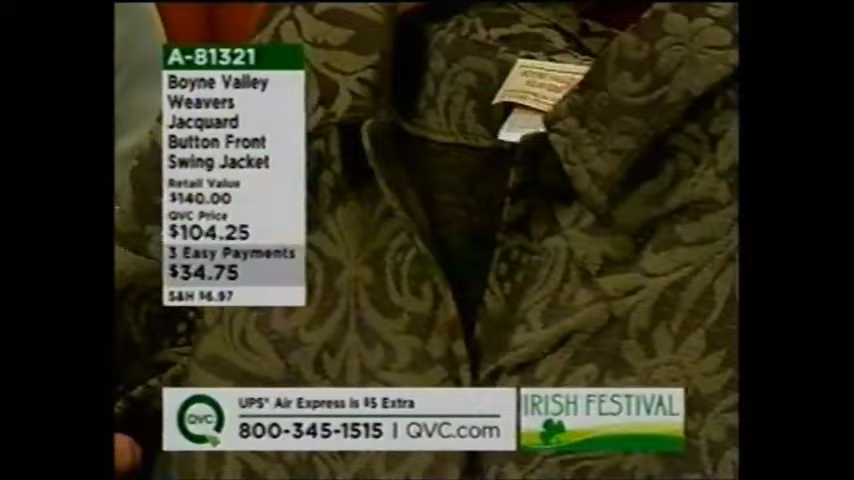 A-81321
Boyne Valley
Weavers
Jacquard
Button Front
Swing Jacket
Retail Value
$140.00
QVC Price
$104.25
3 Easy Payments
$34.75
S&H $6.97
QVC
UPS* Air Express is $5 Extra
800-345-1515 | QVC.com
IRISH FESTIVAL